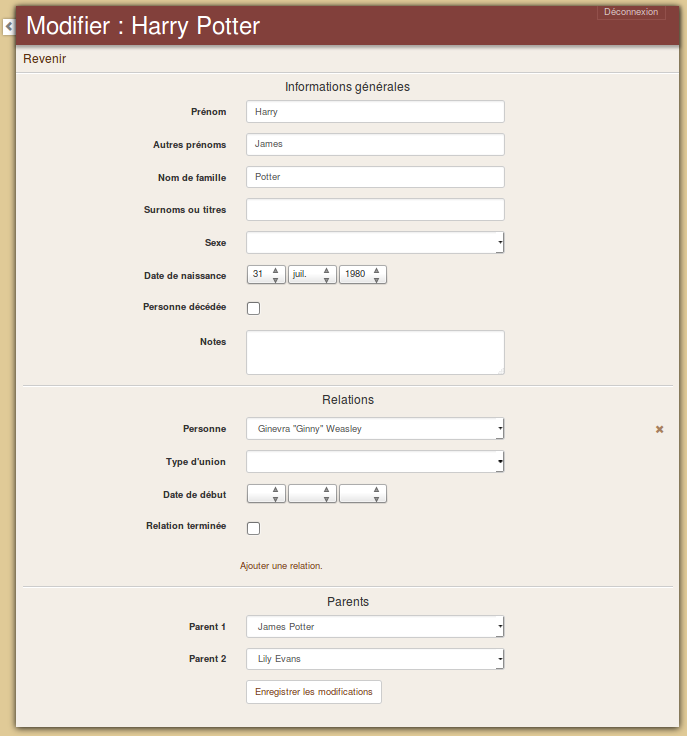 Déconnexion
Modifier : Harry Potter
Revenir
Informations générales
Prénom Harry
Autres prénoms James
Nom de famille Potter
Surnoms ou titres
Sexe
Date de naissance 31 juil. 1980
Personne décédée
Notes
Relations
Personne Ginevra "Ginny" Weasley
Type d'union
Date de début
Relation terminée
Ajouter une relation.
Parents
Parent 1 James Potter
Parent 2 Lily Evans
Enregistrer les modifications